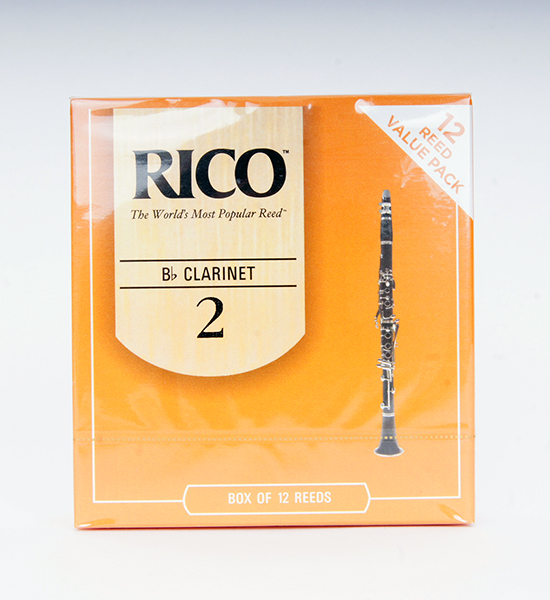 RICO™
The World's Most Popular Reed™
B♭ CLARINET
2
12
REED
VALUE PACK
BOX OF 12 REEDS